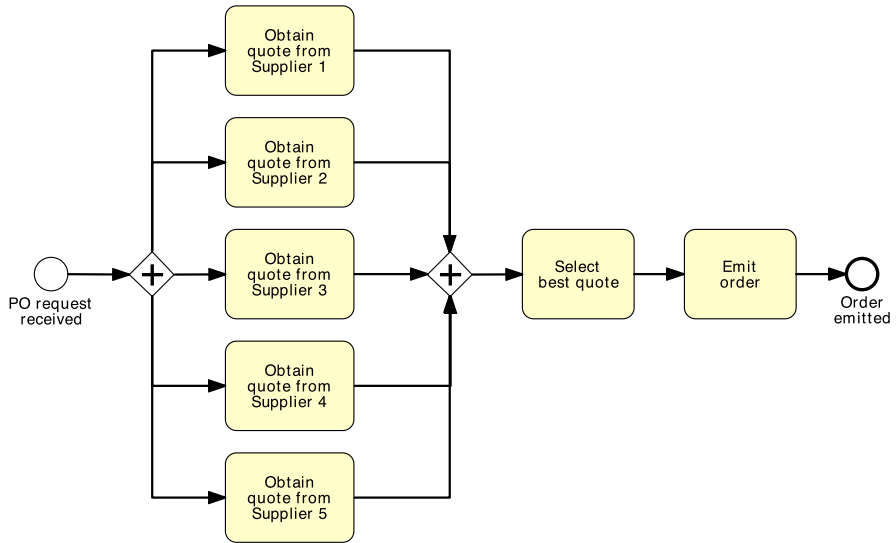 Obtain
quote from
Supplier 1
Obtain
quote from
Supplier 2
PO request
received
Obtain
quote from
Supplier 3
Select
best quote
Emit
order
Order
emitted
Obtain
quote from
Supplier 4
Obtain
quote from
Supplier 5